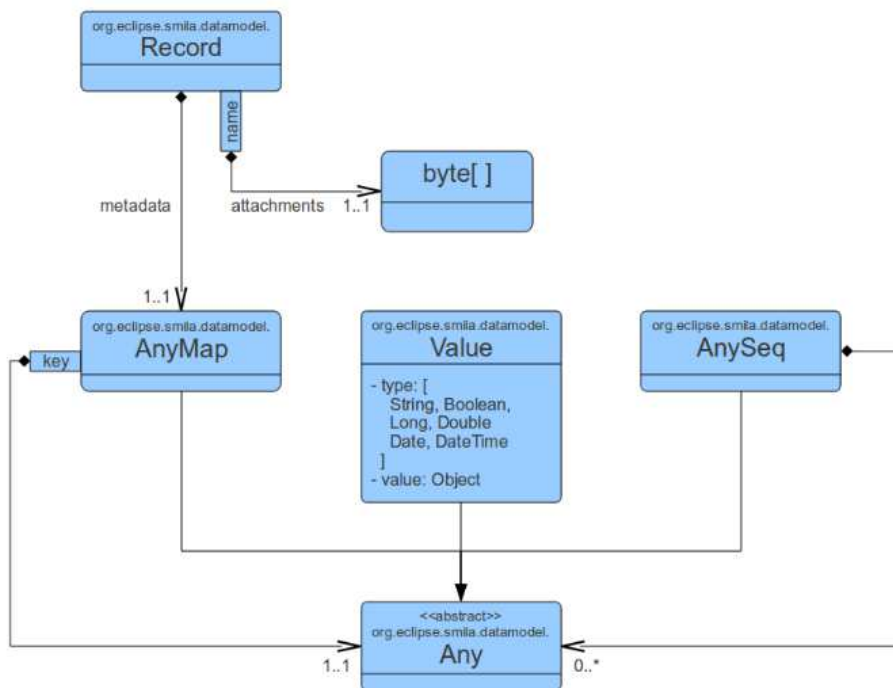 org.eclipse.smila.datamodel.
Record
name
byte[ ]
metadata
attachments
1..1
1..1
org.eclipse.smila.datamodel.
AnyMap
key
org.eclipse.smila.datamodel.
Value
- type: [
String, Boolean,
Long, Double
Date, DateTime
]
- value: Object
org.eclipse.smila.datamodel.
AnySeq
<<abstract>>
org.eclipse.smila.datamodel.
Any
1..1
0..*